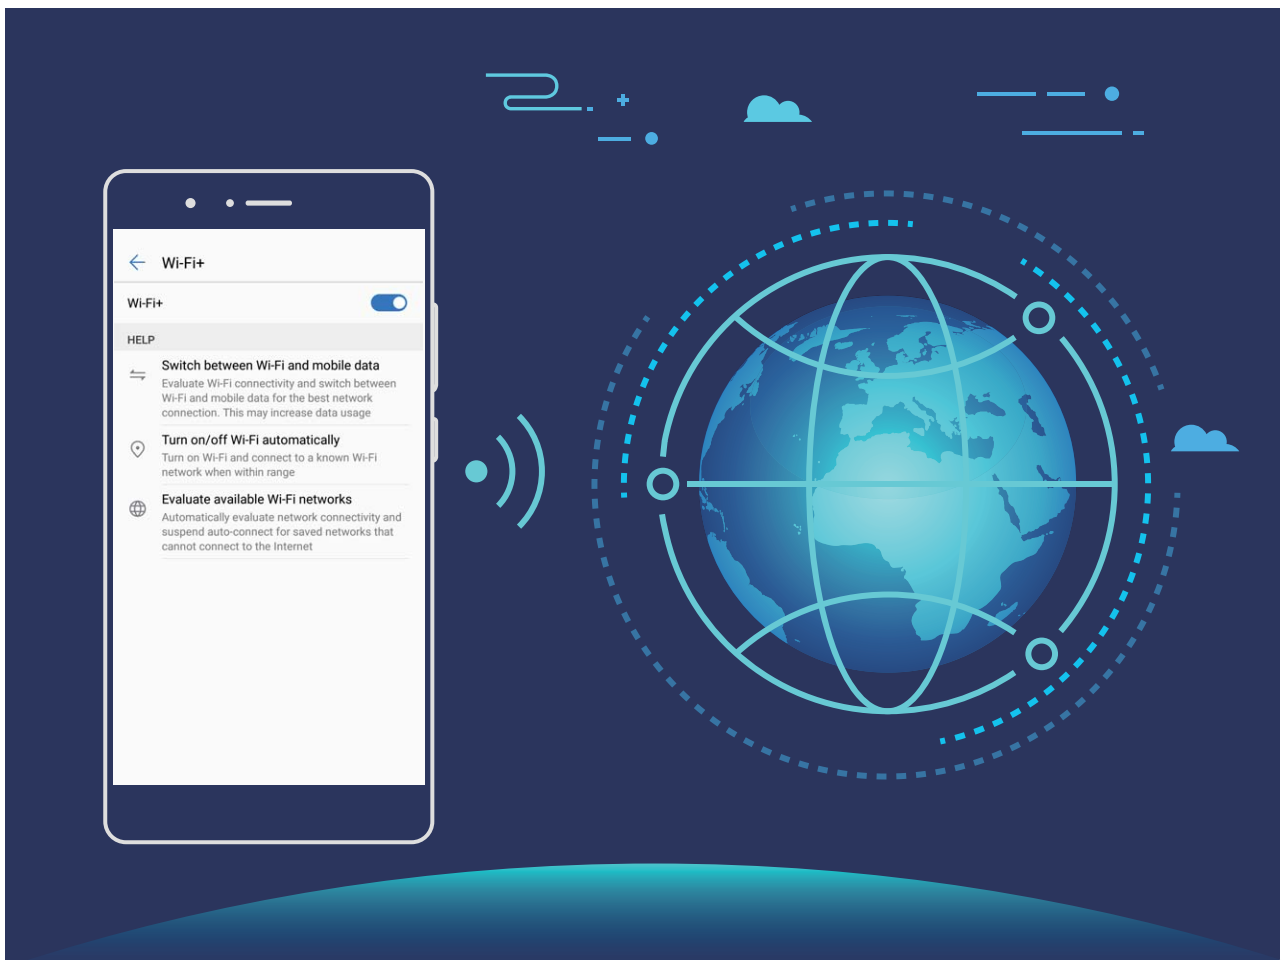 Wi-Fi+
Wi-Fi+
HELP
Switch between Wi-Fi and mobile data
Evaluate Wi-Fi connectivity and switch between
Wi-Fi and mobile data for the best network
connection. This may increase data usage
Turn on/off Wi-Fi automatically
Turn on Wi-Fi and connect to a known Wi-Fi
network when within range
Evaluate available Wi-Fi networks
Automatically evaluate network connectivity and
suspend auto-connect for saved networks that
cannot connect to the Internet